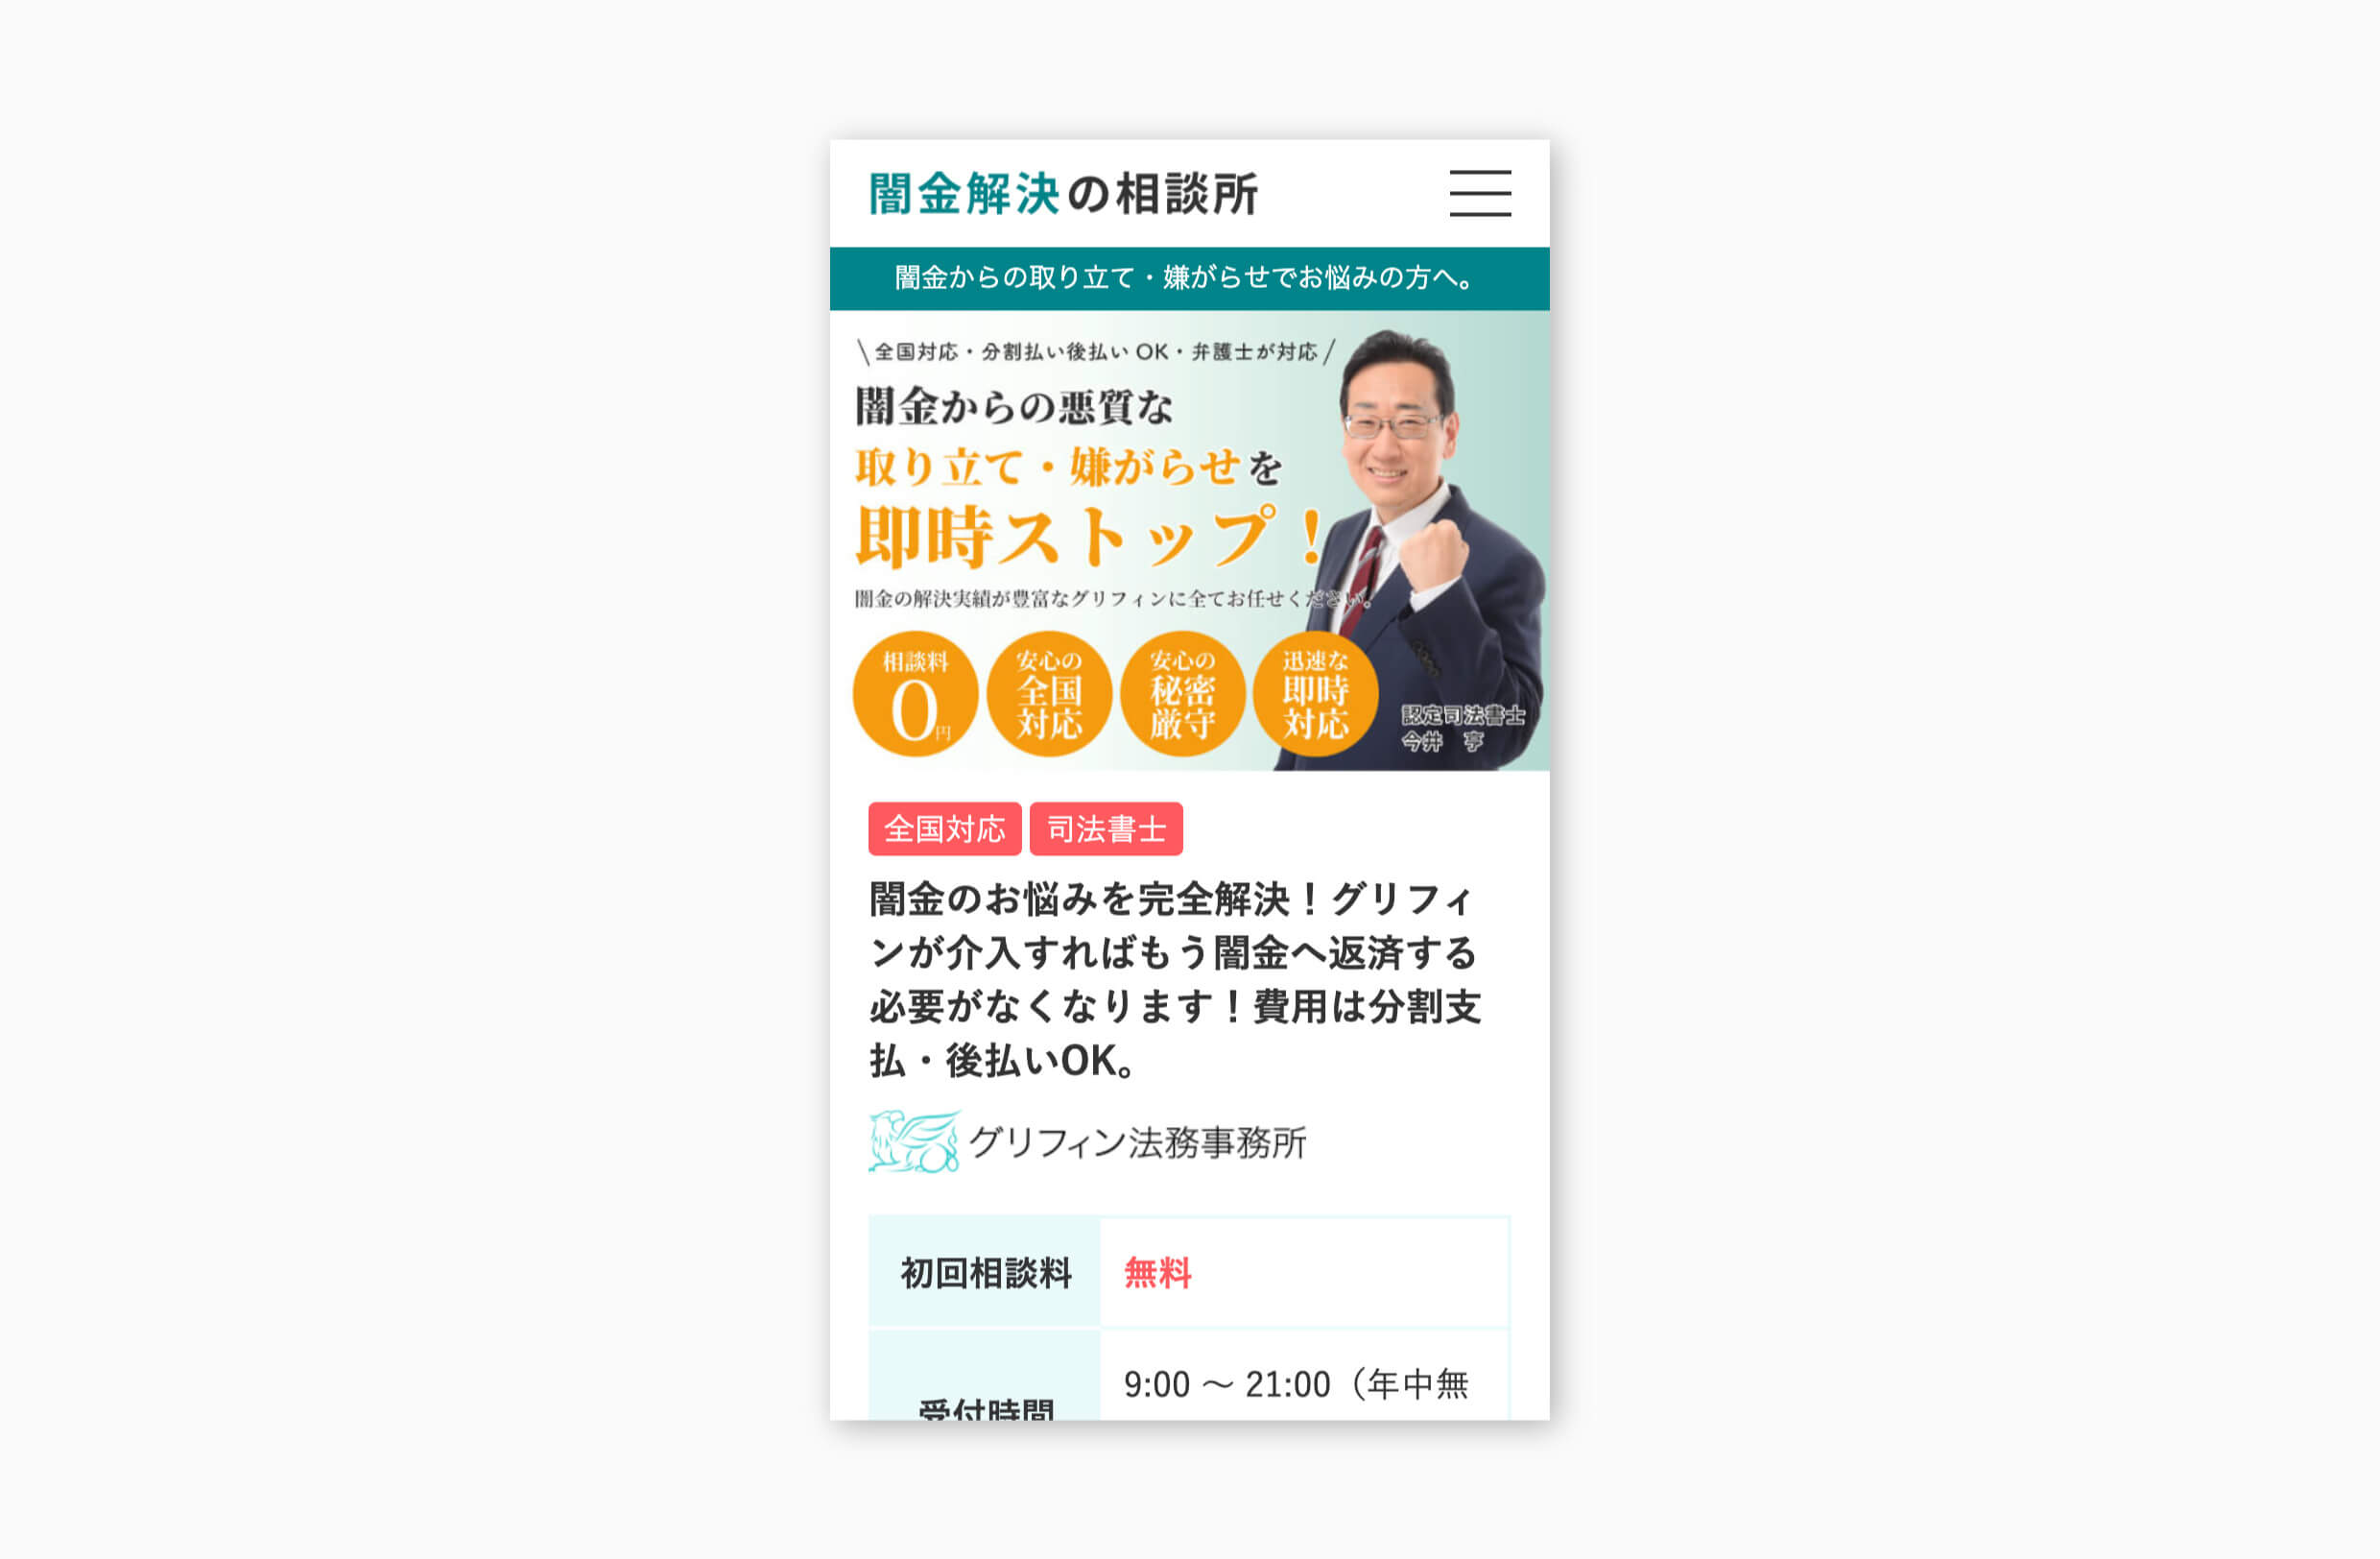 闇金解決の相談所
闇金からの取り立て・嫌がらせでお悩みの方へ。
\全国対応・分割払い後払い OK・弁護士が対応/
闇金からの悪質な
取り立て・嫌がらせを
即時ストップ！
闇金の解決実績が豊富なグリフィンに全てお任せください。
相談料
0円
安心の
全国
対応
安心の
秘密
厳守
迅速な
即時
対応
認定司法書士
今井　亨
全国対応 司法書士
闇金のお悩みを完全解決！グリフィ
ンが介入すればもう闇金へ返済する
必要がなくなります！費用は分割支
払・後払いOK。
グリフィン法務事務所
初回相談料 無料
受付時間 9:00 〜 21:00（年中無